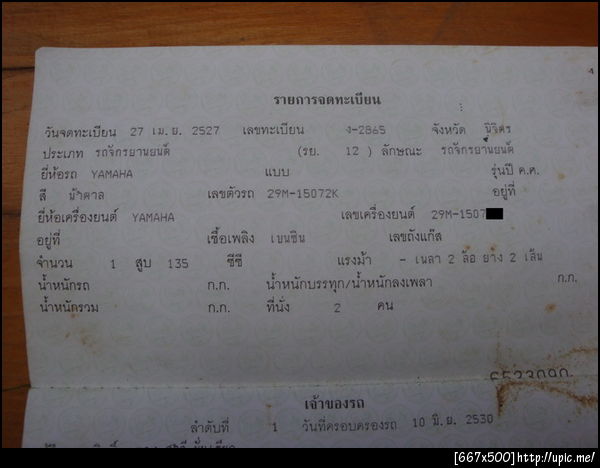 รายการจดทะเบียน
วันจดทะเบียน 27 เม.ย. 2527 เลขทะเบียน ง-2865 จังหวัด พิจิตร
ประเภท รถจักรยานยนต์ (รย. 12 ) ลักษณะ รถจักรยานยนต์
ยี่ห้อรถ YAMAHA แบบ รุ่นปี ค.ศ.
สี น้ำตาล เลขตัวรถ 29M-15072K อยู่ที่
ยี่ห้อเครื่องยนต์ YAMAHA เลขเครื่องยนต์ 29M-1507
อยู่ที่ เชื้อเพลิง เบนซิน เลขถังแก๊ส
จำนวน 1 สูบ 135 ซีซี แรงม้า - เพลา 2 ล้อ ยาง 2 เส้น
น้ำหนักรถ ก.ก. น้ำหนักบรรทุก/น้ำหนักลงเพลา ก.ก.
น้ำหนักรวม ก.ก. ที่นั่ง 2 คน
เจ้าของรถ
ลำดับที่ 1 วันที่ครอบครองรถ 10 มิ.ย. 2530
[667x500]http://upic.me/